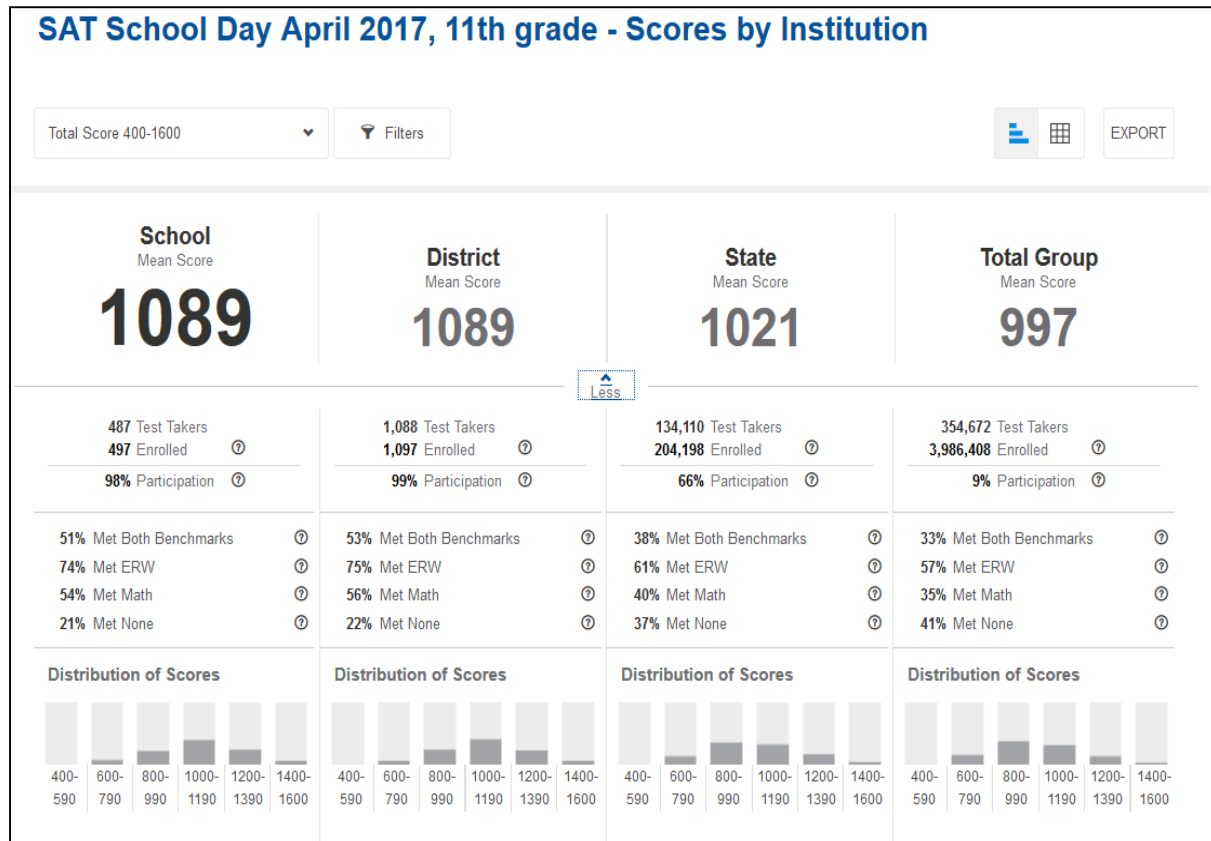 SAT School Day April 2017, 11th grade - Scores by Institution
Total Score 400-1600
Filters
EXPORT
School
Mean Score
1089
District
Mean Score
1089
State
Mean Score
1021
Total Group
Mean Score
997
Less
487 Test Takers
497 Enrolled
98% Participation
1,088 Test Takers
1,097 Enrolled
99% Participation
134,110 Test Takers
204,198 Enrolled
66% Participation
354,672 Test Takers
3,986,408 Enrolled
9% Participation
51% Met Both Benchmarks
74% Met ERW
54% Met Math
21% Met None
53% Met Both Benchmarks
75% Met ERW
56% Met Math
22% Met None
38% Met Both Benchmarks
61% Met ERW
40% Met Math
37% Met None
33% Met Both Benchmarks
57% Met ERW
35% Met Math
41% Met None
Distribution of Scores
400- 600- 800- 1000- 1200- 1400-
590 790 990 1190 1390 1600
Distribution of Scores
400- 600- 800- 1000- 1200- 1400-
590 790 990 1190 1390 1600
Distribution of Scores
400- 600- 800- 1000- 1200- 1400-
590 790 990 1190 1390 1600
Distribution of Scores
400- 600- 800- 1000- 1200- 1400-
590 790 990 1190 1390 1600